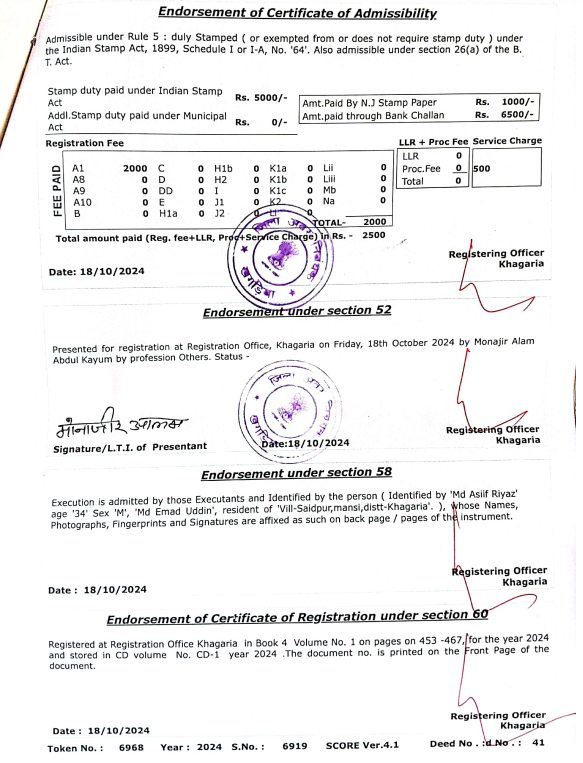 Endorsement of Certificate of Admissibility
Admissible under Rule 5 : duly Stamped ( or exempted from or does not require stamp duty ) under
the Indian Stamp Act, 1899, Schedule I or I-A, No. '64'. Also admissible under section 26(a) of the B.
T. Act.
Stamp duty paid under Indian Stamp Act Rs. 5000/-
Addl.Stamp duty paid under Municipal Act Rs. 0/-
Amt.Paid By N.J Stamp Paper Rs. 1000/-
Amt.paid through Bank Challan Rs. 6500/-
Registration Fee
LLR + Proc Fee Service Charge
FEE PAID
A1 2000 C 0 H1b 0 K1a 0 Lii 0
A8 0 D 0 H2 0 K1b 0 Liii 0
A9 0 DD 0 I 0 K1c 0 Mb 0
A10 0 E 0 J1 0 K2 0 Na 0
B 0 H1a 0 J2 0 Li 0
TOTAL- 2000
LLR 0
Proc.Fee 0 500
Total 0
Total amount paid (Reg. fee+LLR, Proc+Service Charge) in Rs. - 2500
Date: 18/10/2024
Registering Officer
Khagaria
Endorsement under section 52
Presented for registration at Registration Office, Khagaria on Friday, 18th October 2024 by Monajir Alam
Abdul Kayum by profession Others. Status -
मोनाजीर आलम
Signature/L.T.I. of Presentant
Date:18/10/2024
Registering Officer
Khagaria
Endorsement under section 58
Execution is admitted by those Executants and Identified by the person ( Identified by 'Md Asiif Riyaz'
age '34' Sex 'M', 'Md Emad Uddin', resident of 'Vill-Saidpur,mansi,distt-Khagaria'. ), whose Names,
Photographs, Fingerprints and Signatures are affixed as such on back page / pages of the instrument.
Date : 18/10/2024
Registering Officer
Khagaria
Endorsement of Certificate of Registration under section 60
Registered at Registration Office Khagaria in Book 4 Volume No. 1 on pages on 453 -467, for the year 2024
and stored in CD volume No. CD-1 year 2024 .The document no. is printed on the Front Page of the
document.
Date : 18/10/2024
Registering Officer
Khagaria
Token No. : 6968 Year : 2024 S.No. : 6919 SCORE Ver.4.1 Deed No . :d No . : 41